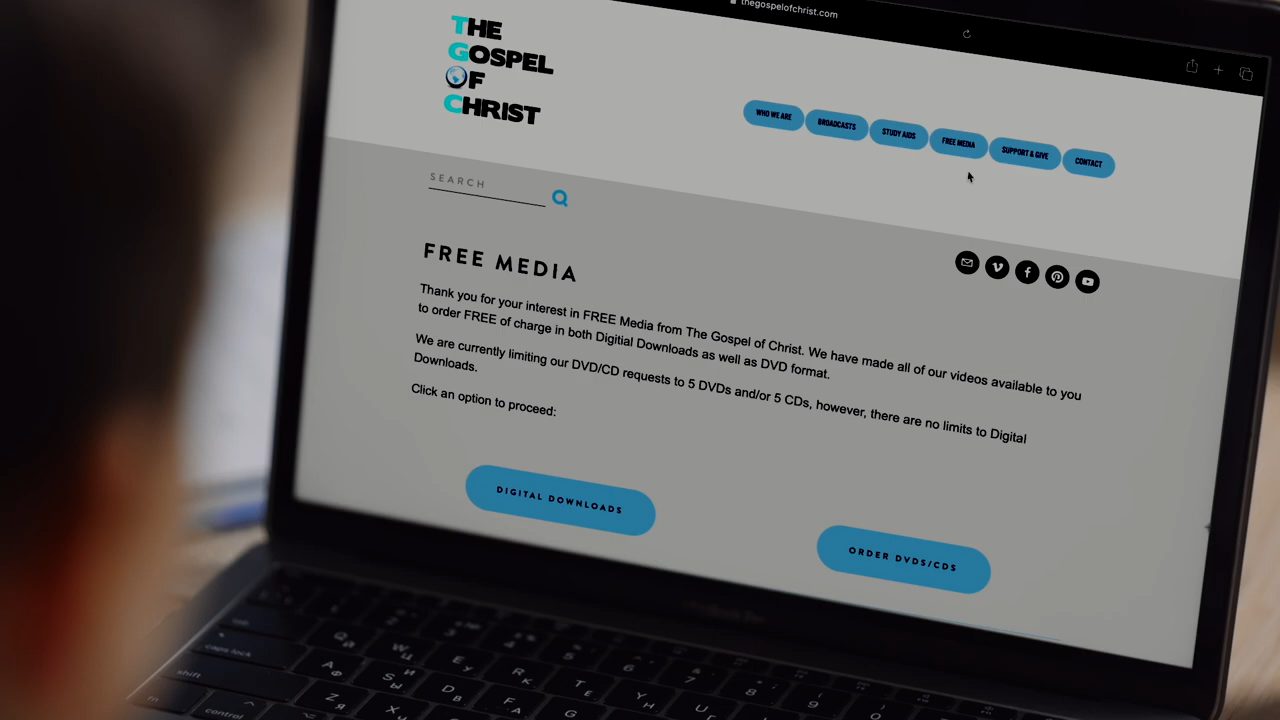 thegospelofchrist.com
THE
GOSPEL
OF
CHRIST
WHO WE ARE
BROADCASTS
STUDY AIDS
FREE MEDIA
SUPPORT & GIVE
CONTACT
SEARCH
FREE MEDIA
Thank you for your interest in FREE Media from The Gospel of Christ. We have made all of our videos available to you
to order FREE of charge in both Digitial Downloads as well as DVD format.
We are currently limiting our DVD/CD requests to 5 DVDs and/or 5 CDs, however, there are no limits to Digital
Downloads.
Click an option to proceed:
DIGITAL DOWNLOADS
ORDER DVDS/CDS
caps lock
shift
control